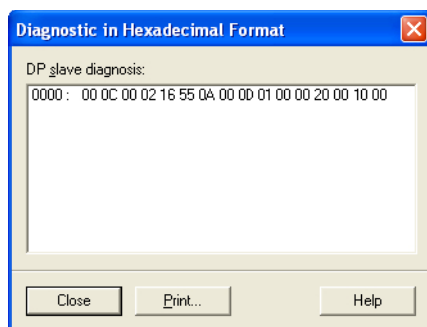 Diagnostic in Hexadecimal Format
DP slave diagnosis:
0000 : 00 0C 00 02 16 55 0A 00 0D 01 00 00 20 00 10 00
Close Print... Help